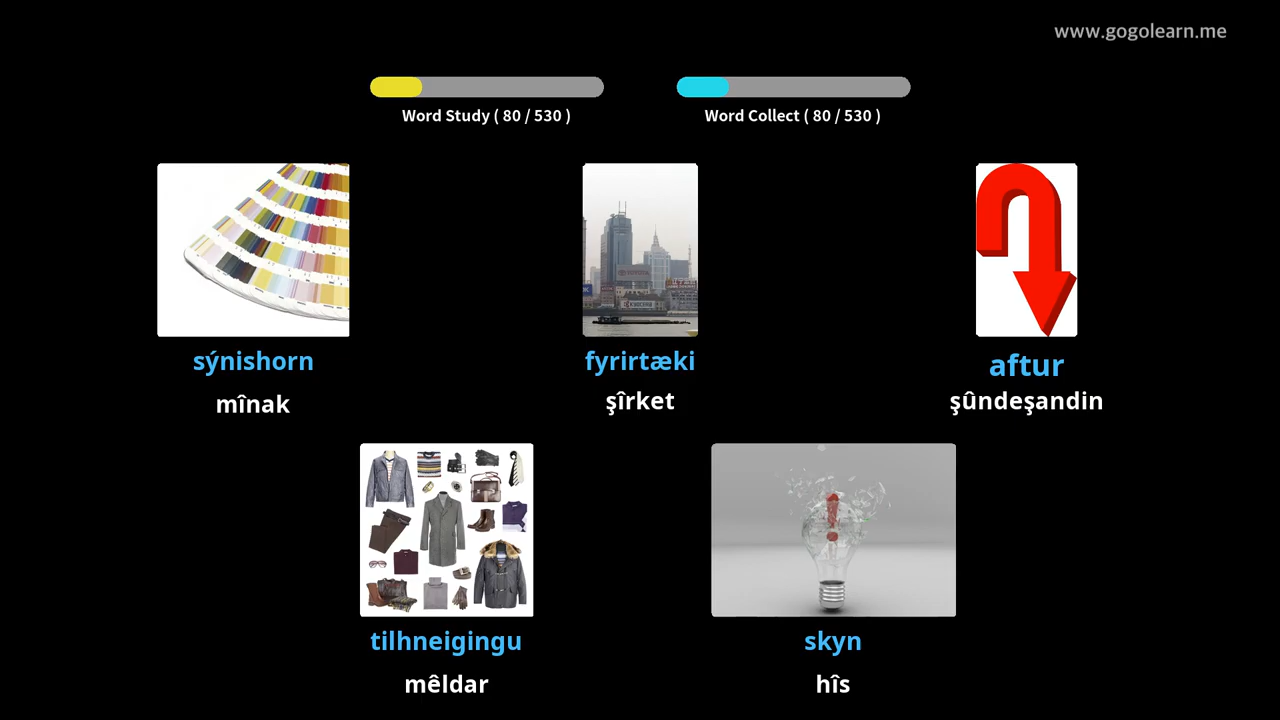 www.gogolearn.me
Word Study ( 80 / 530 )
Word Collect ( 80 / 530 )
sýnishorn
mînak
TOYOTA
fyrirtæki
şîrket
aftur
şûndeşandin
tilhneigingu
mêldar
skyn
hîs